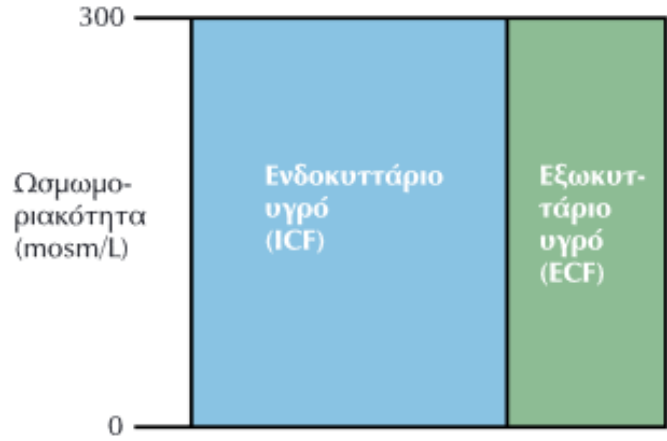 300
Ωσμωμο-
ριακότητα
(mosm/L)
Ενδοκυττάριο
υγρό
(ICF)
Εξωκυτ-
τάριο
υγρό
(ECF)
0